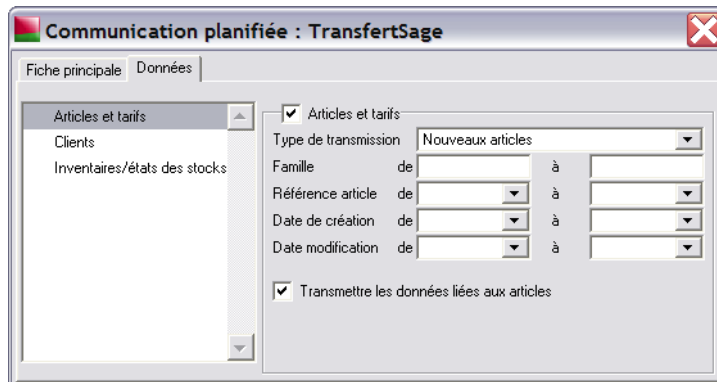 Communication planifiée : TransfertSage
Fiche principale Données
Articles et tarifs
Clients
Inventaires/états des stocks
Articles et tarifs
Type de transmission Nouveaux articles
Famille de à
Référence article de à
Date de création de à
Date modification de à
Transmettre les données liées aux articles